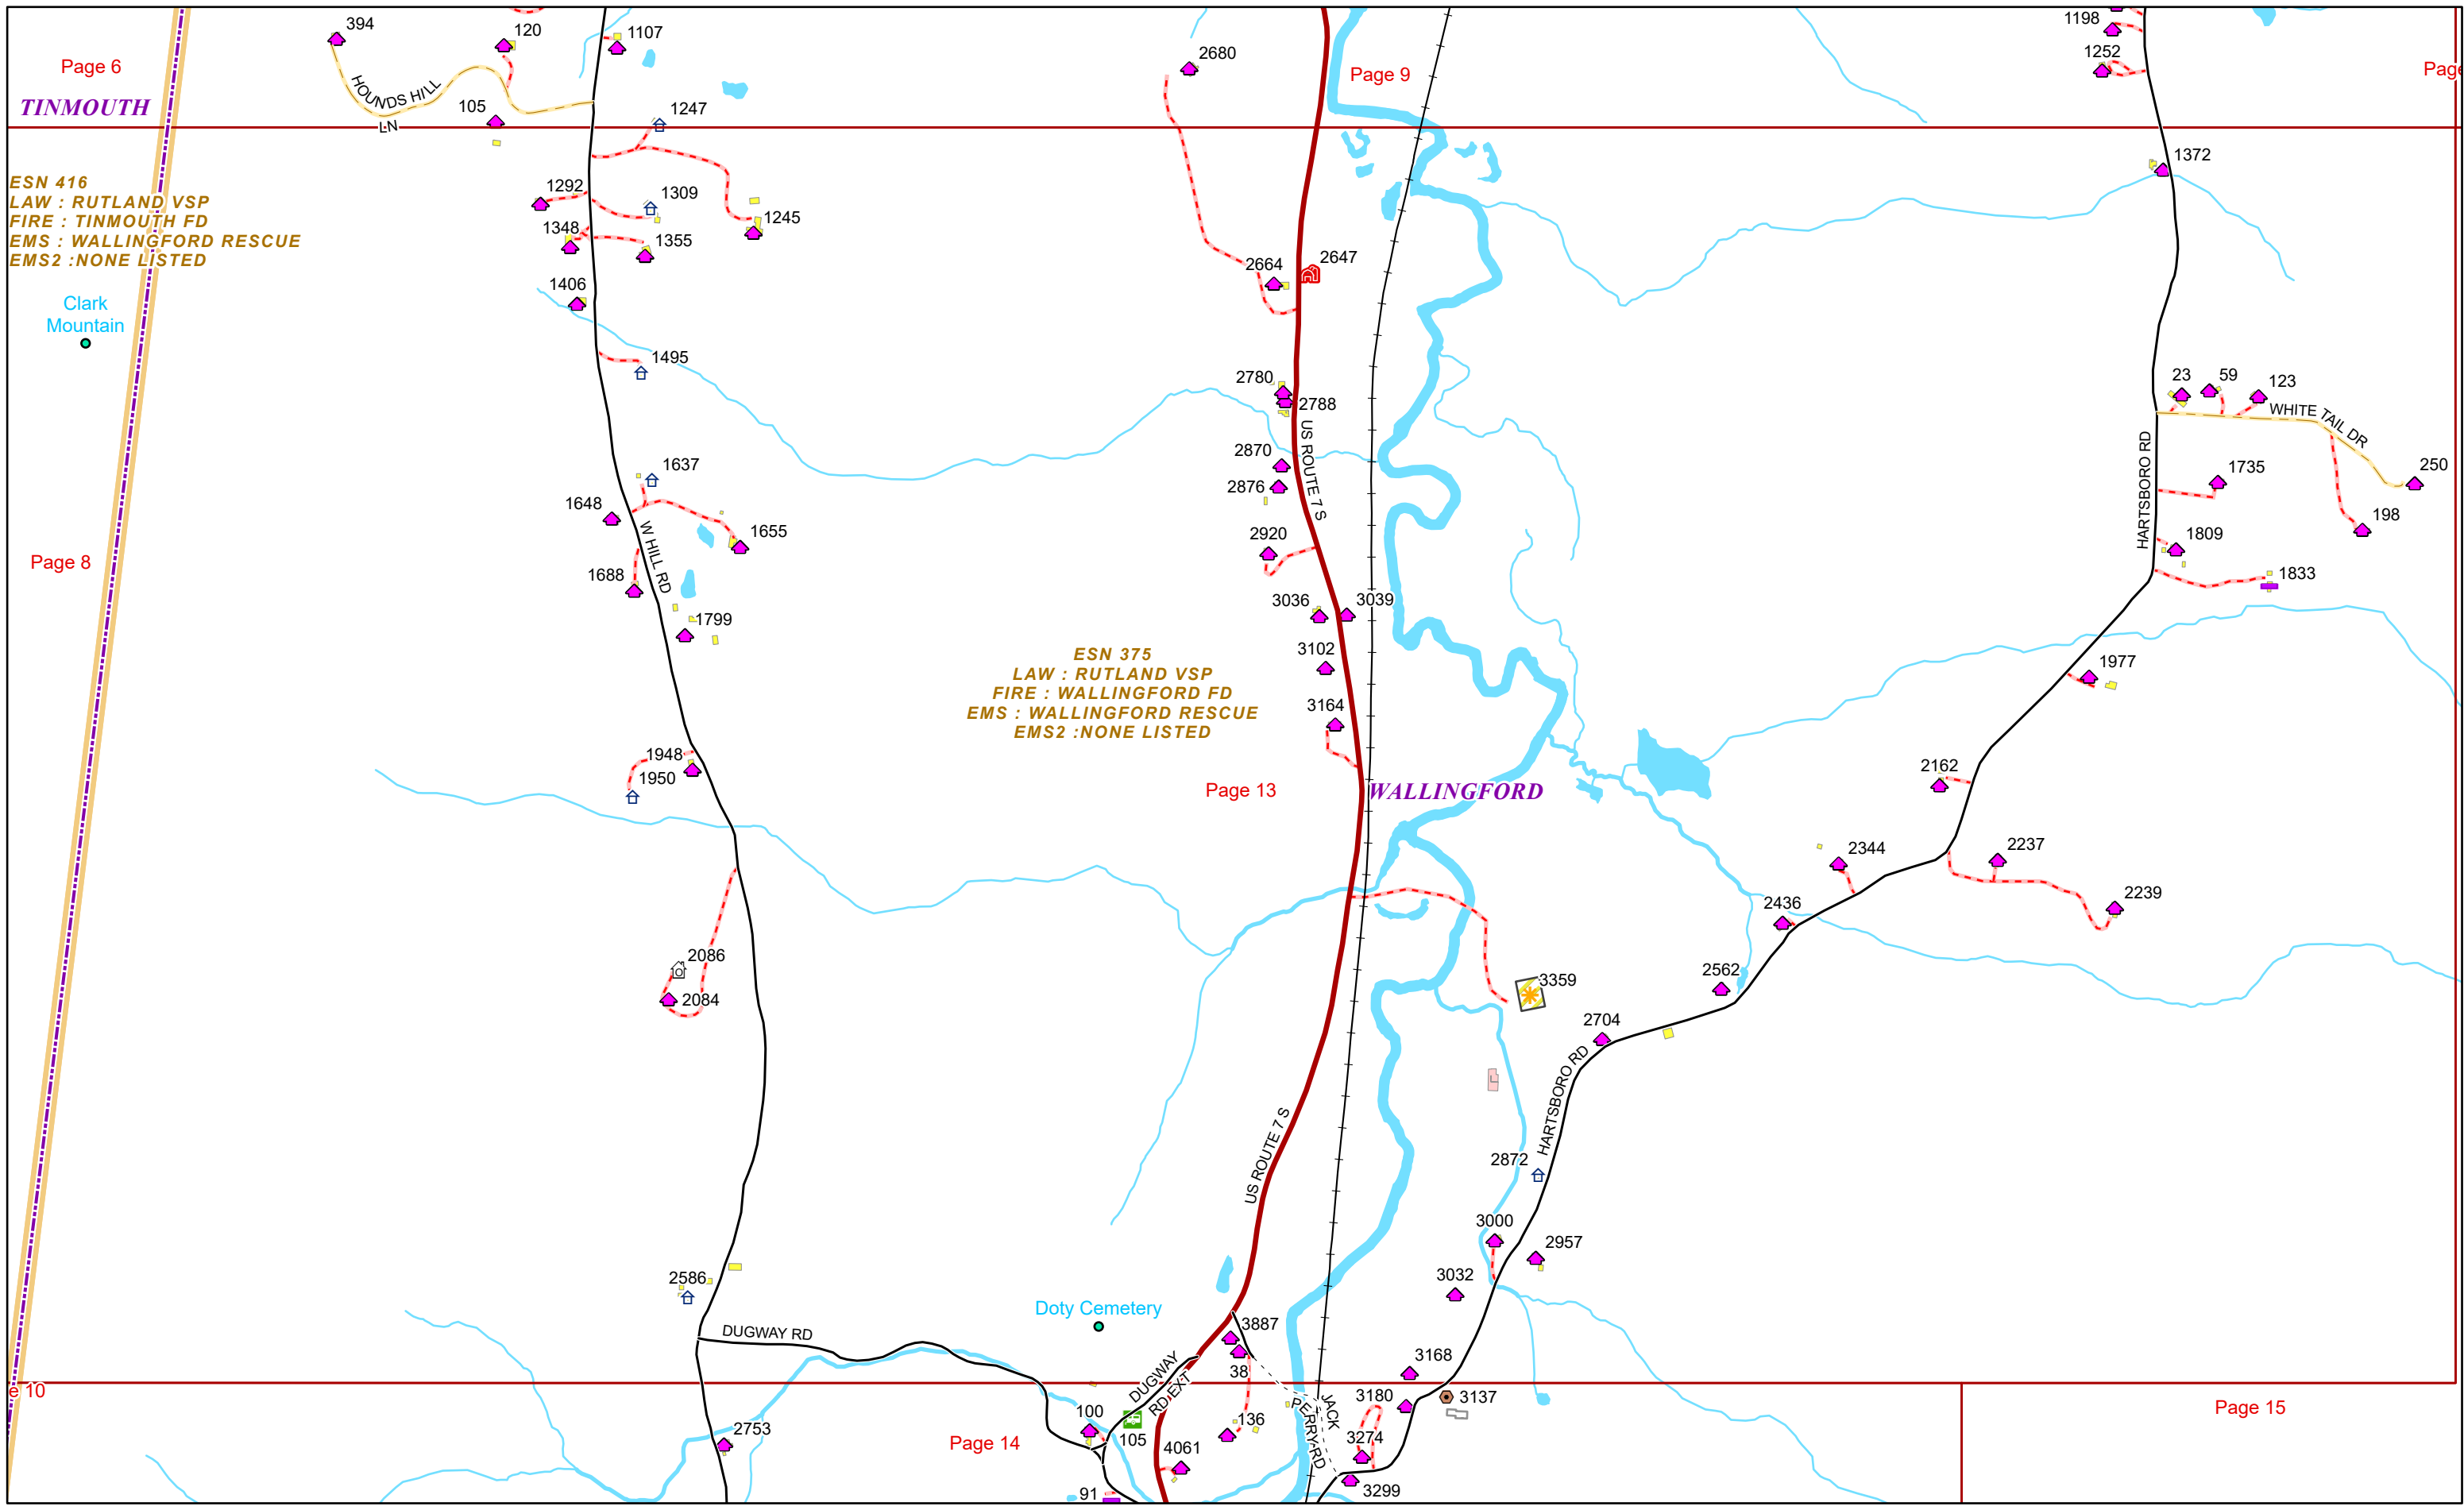 394
120
1107
2680
Page 9
1198
1252
Page 6
Page
TINMOUTH
HOUNDS HILL
LN
105
1247
1372
ESN 416
LAW : RUTLAND VSP
FIRE : TINMOUTH FD
EMS : WALLINGFORD RESCUE
EMS2 :NONE LISTED
1292
1309
1245
1348
1355
2664
2647
1406
Clark
Mountain
1495
2780
2788
US ROUTE 7 S
23
59
123
WHITE TAIL DR
HARTSBORO RD
1637
1648
1655
W HILL RD
2870
2876
2920
1735
250
198
1809
1833
Page 8
1688
1799
3036
3039
3102
3164
ESN 375
LAW : RUTLAND VSP
FIRE : WALLINGFORD FD
EMS : WALLINGFORD RESCUE
EMS2 :NONE LISTED
1977
1948
1950
Page 13
WALLINGFORD
2162
2344
2237
2239
2436
2086
2084
3359
2562
2704
HARTSBORO RD
US ROUTE 7 S
2872
3000
2957
3032
2586
Doty Cemetery
DUGWAY RD
3887
38
DUGWAY
RD EXT
3168
3180
3137
JACK
PERRY RD
e 10
Page 15
100
105
136
2753
Page 14
4061
3274
3299
91